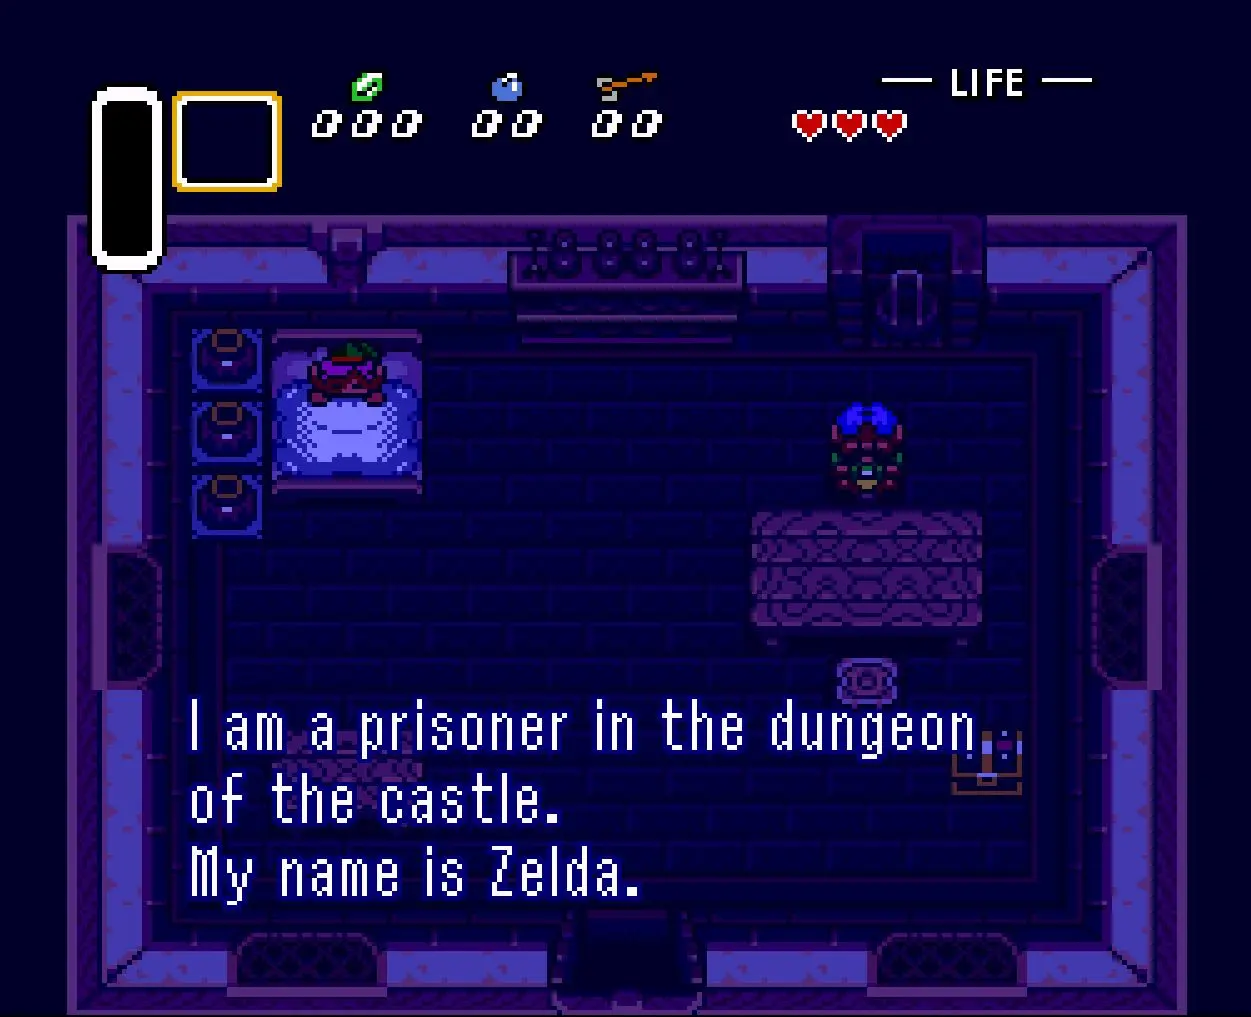 — LIFE —
000 00 00
I am a prisoner in the dungeon
of the castle.
My name is Zelda.